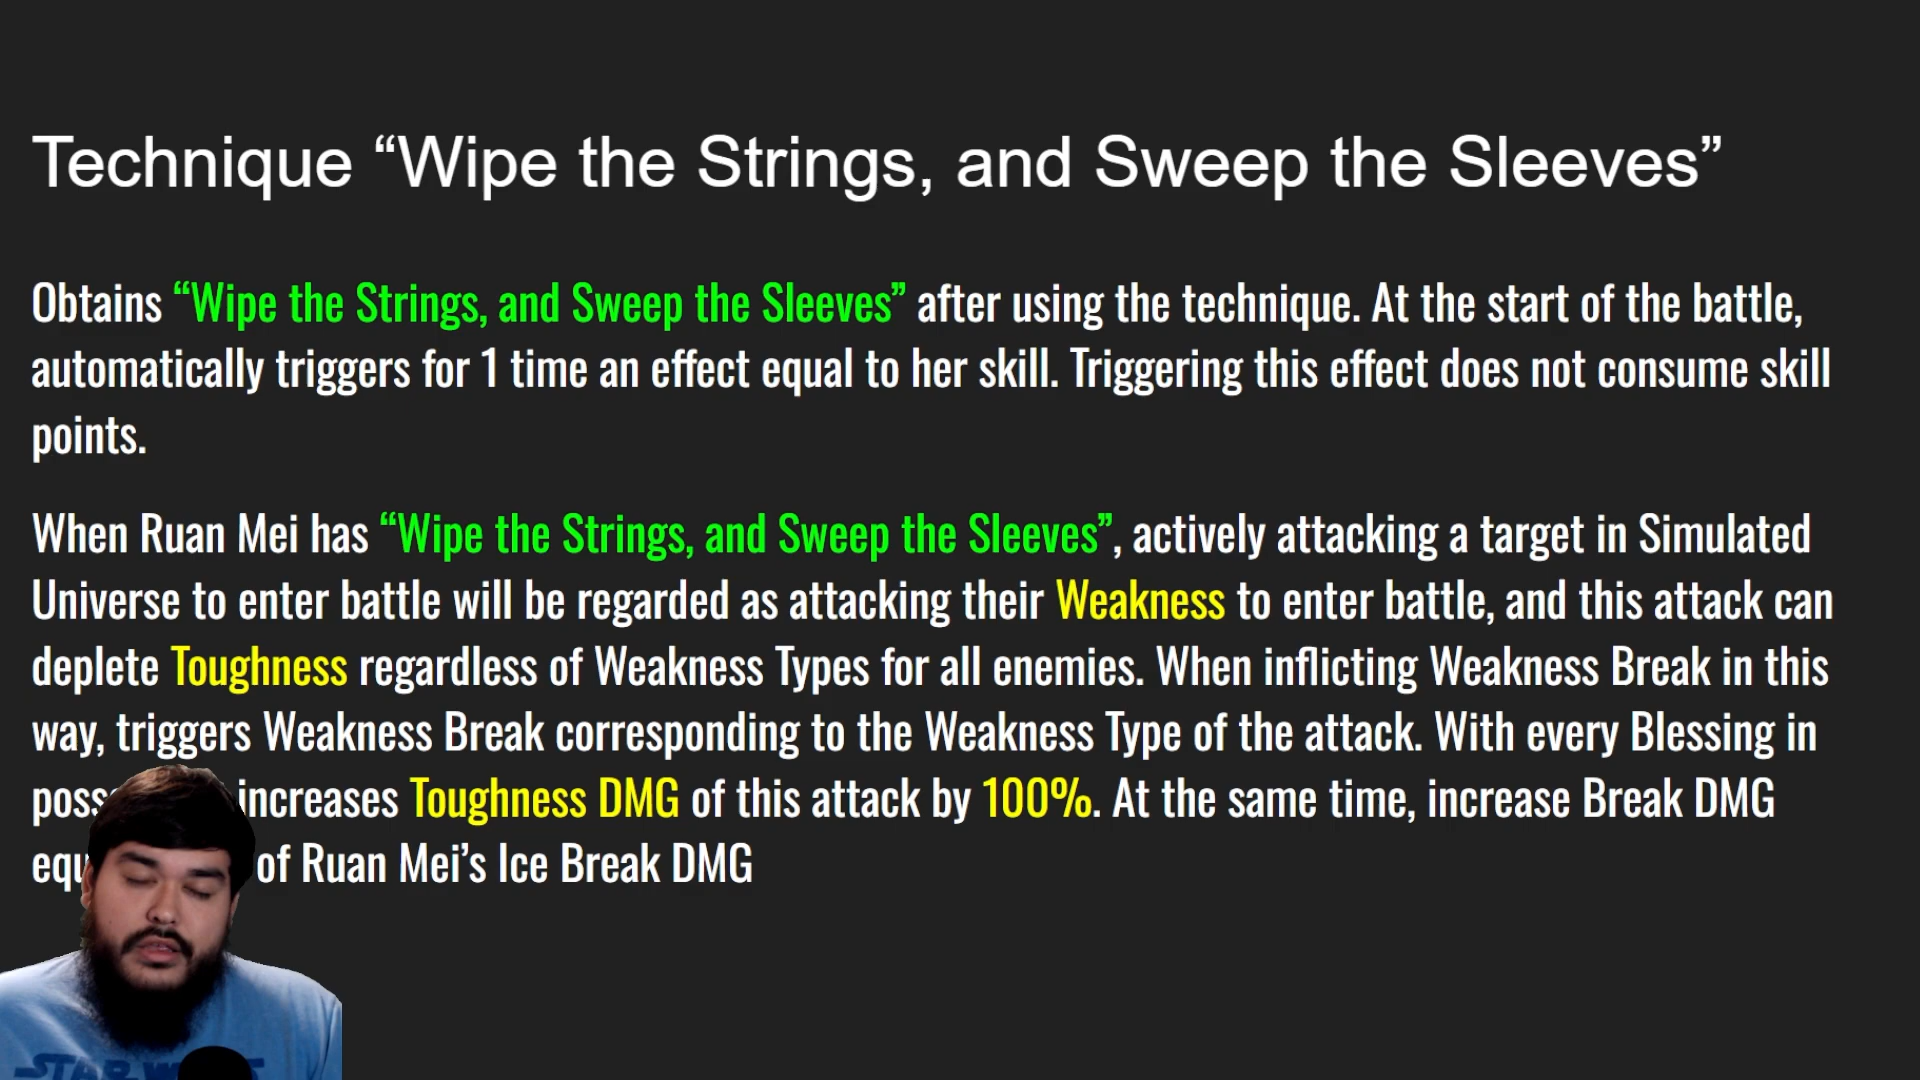 Technique “Wipe the Strings, and Sweep the Sleeves”
Obtains “Wipe the Strings, and Sweep the Sleeves” after using the technique. At the start of the battle,
automatically triggers for 1 time an effect equal to her skill. Triggering this effect does not consume skill
points.
When Ruan Mei has “Wipe the Strings, and Sweep the Sleeves”, actively attacking a target in Simulated
Universe to enter battle will be regarded as attacking their Weakness to enter battle, and this attack can
deplete Toughness regardless of Weakness Types for all enemies. When inflicting Weakness Break in this
way, triggers Weakness Break corresponding to the Weakness Type of the attack. With every Blessing in
increases Toughness DMG of this attack by 100%. At the same time, increase Break DMG
of Ruan Mei’s Ice Break DMG
STAR WARS